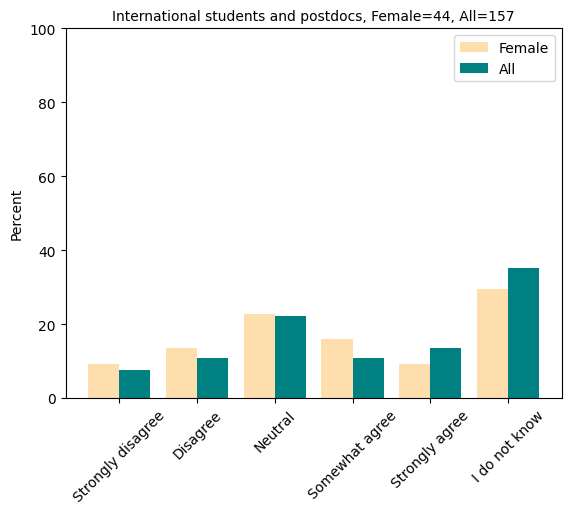 International students and postdocs, Female=44, All=157
Female
All
Percent
100
80
60
40
20
0
Strongly disagree
Disagree
Neutral
Somewhat agree
Strongly agree
I do not know